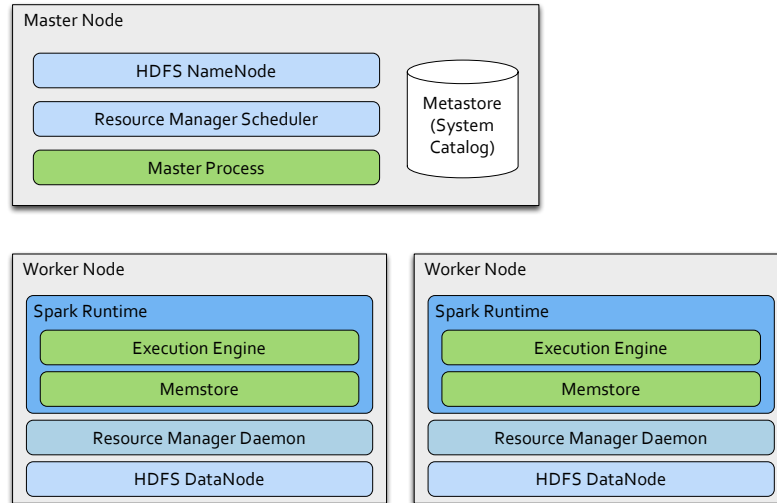 Master Node
HDFS NameNode
Resource Manager Scheduler
Master Process
Metastore
(System
Catalog)
Worker Node
Spark Runtime
Execution Engine
Memstore
Resource Manager Daemon
HDFS DataNode
Worker Node
Spark Runtime
Execution Engine
Memstore
Resource Manager Daemon
HDFS DataNode